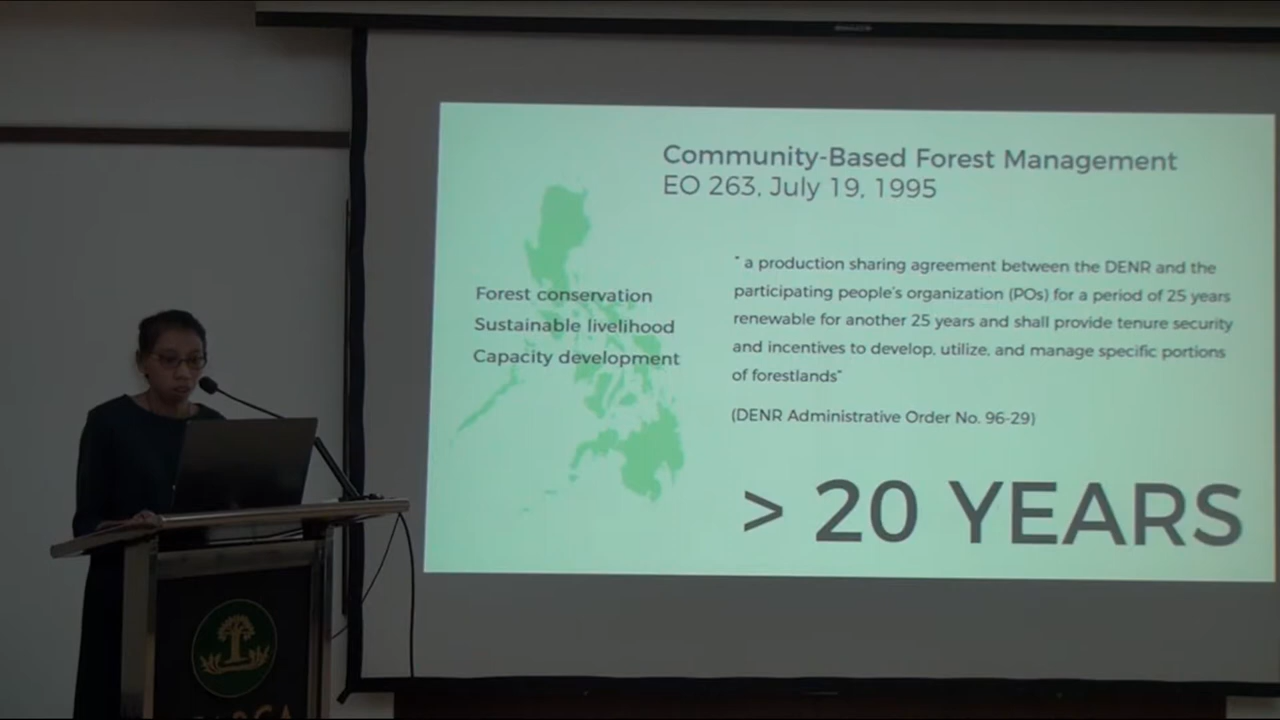 Community-Based Forest Management
EO 263, July 19, 1995
Forest conservation
Sustainable livelihood
Capacity development
" a production sharing agreement between the DENR and the
participating people's organization (POs) for a period of 25 years
renewable for another 25 years and shall provide tenure security
and incentives to develop, utilize, and manage specific portions
of forestlands"
(DENR Administrative Order No. 96-29)
> 20 YEARS